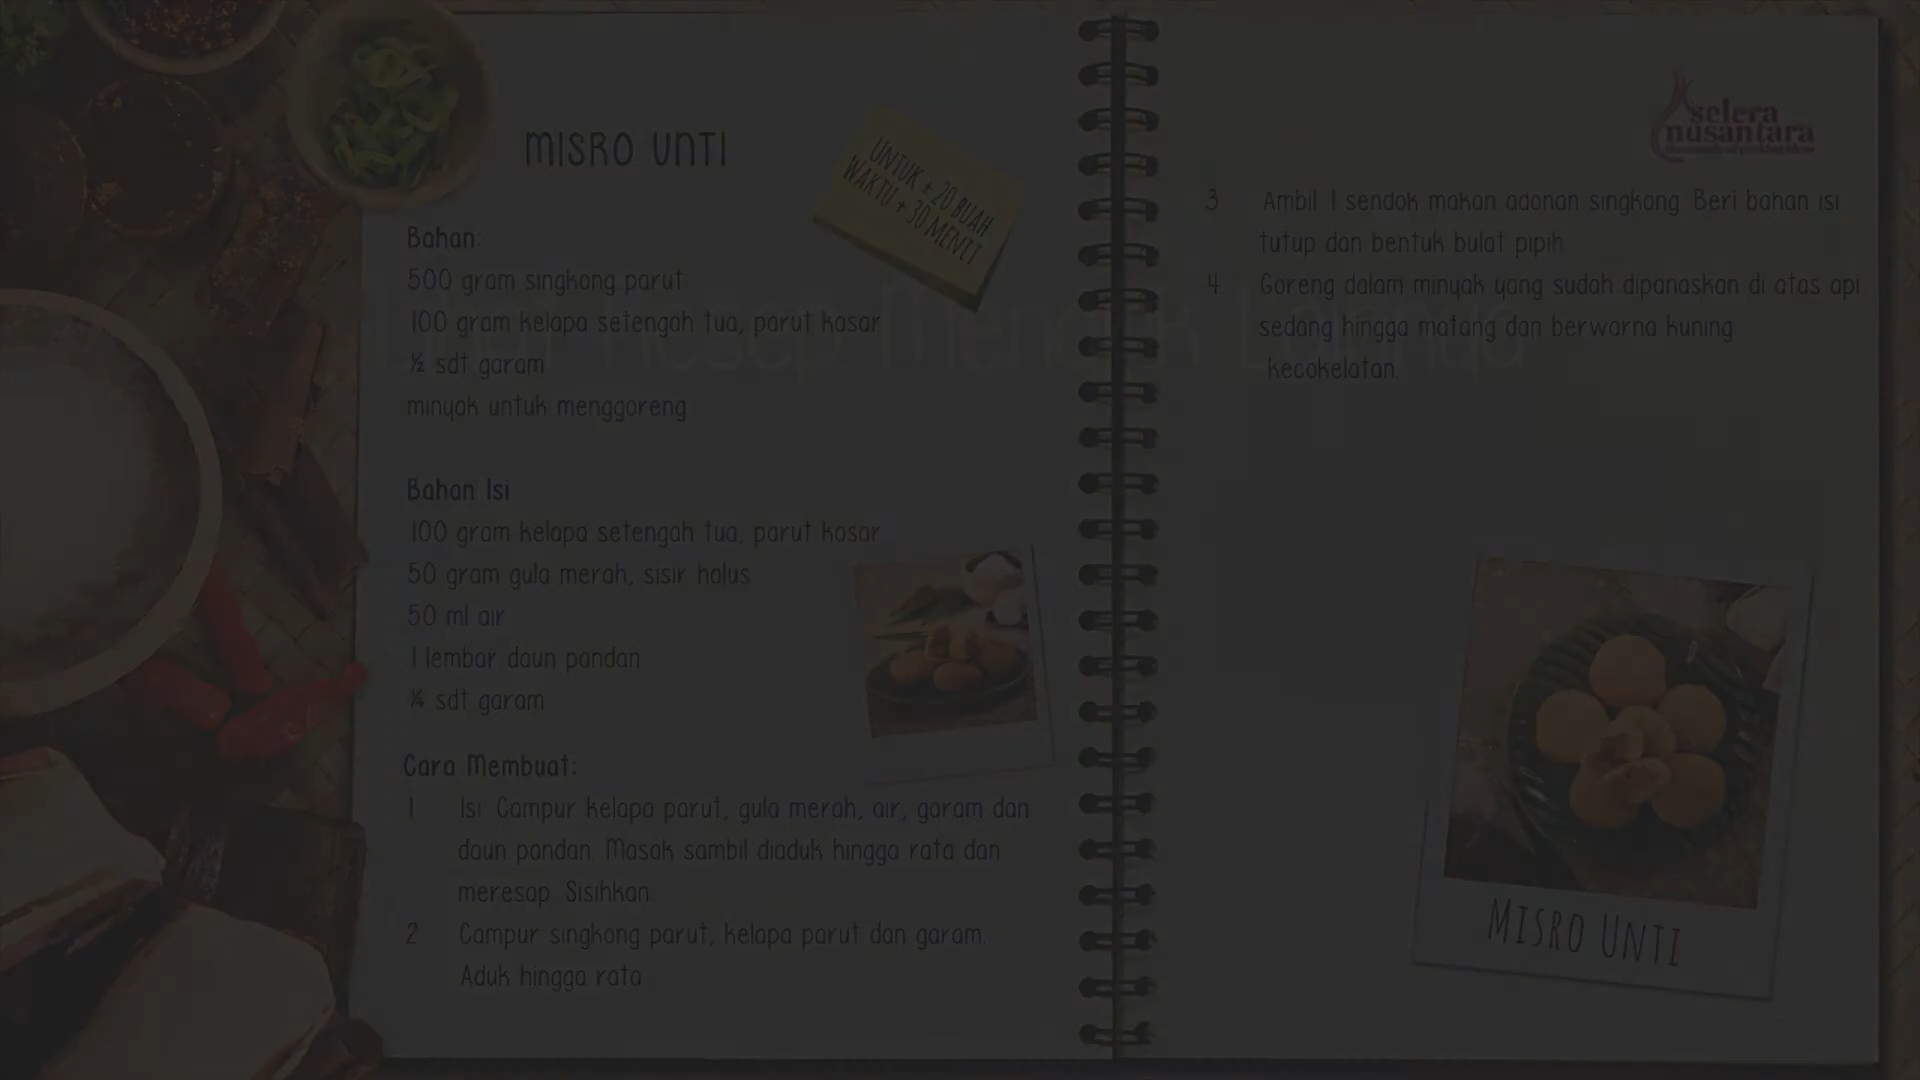 MISRO UNTI
UNTUK + 20 BUAH
WAKTU + 30 MENIT
Bahan:
500 gram singkong parut
100 gram kelapa setengah tua, parut kasar
½ sdt garam
minyak untuk menggoreng
Bahan Isi
100 gram kelapa setengah tua, parut kasar
50 gram gula merah, sisir halus
50 ml air
1 lembar daun pandan
¼ sdt garam
Cara Membuat:
1 Isi: Campur kelapa parut, gula merah, air, garam dan
daun pandan. Masak sambil diaduk hingga rata dan
meresap. Sisihkan.
2 Campur singkong parut, kelapa parut dan garam.
Aduk hingga rata
selera
nusantara
3 Ambil 1 sendok makan adonan singkong. Beri bahan isi
tutup dan bentuk bulat pipih
4. Goreng dalam minyak yang sudah dipanaskan di atas api
sedang hingga matang dan berwarna kuning
kecokelatan.
Resep Lainnya
MISRO UNTI